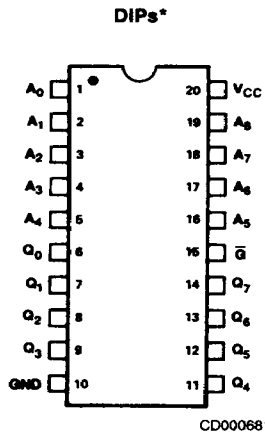 DIPs*
A₀ 1 20 VCC
A₁ 2 19 A₈
A₂ 3 18 A₇
A₃ 4 17 A₆
A₄ 5 16 A₅
Q₀ 6 15 G̅
Q₁ 7 14 Q₇
Q₂ 8 13 Q₆
Q₃ 9 12 Q₅
GND 10 11 Q₄
CD00068